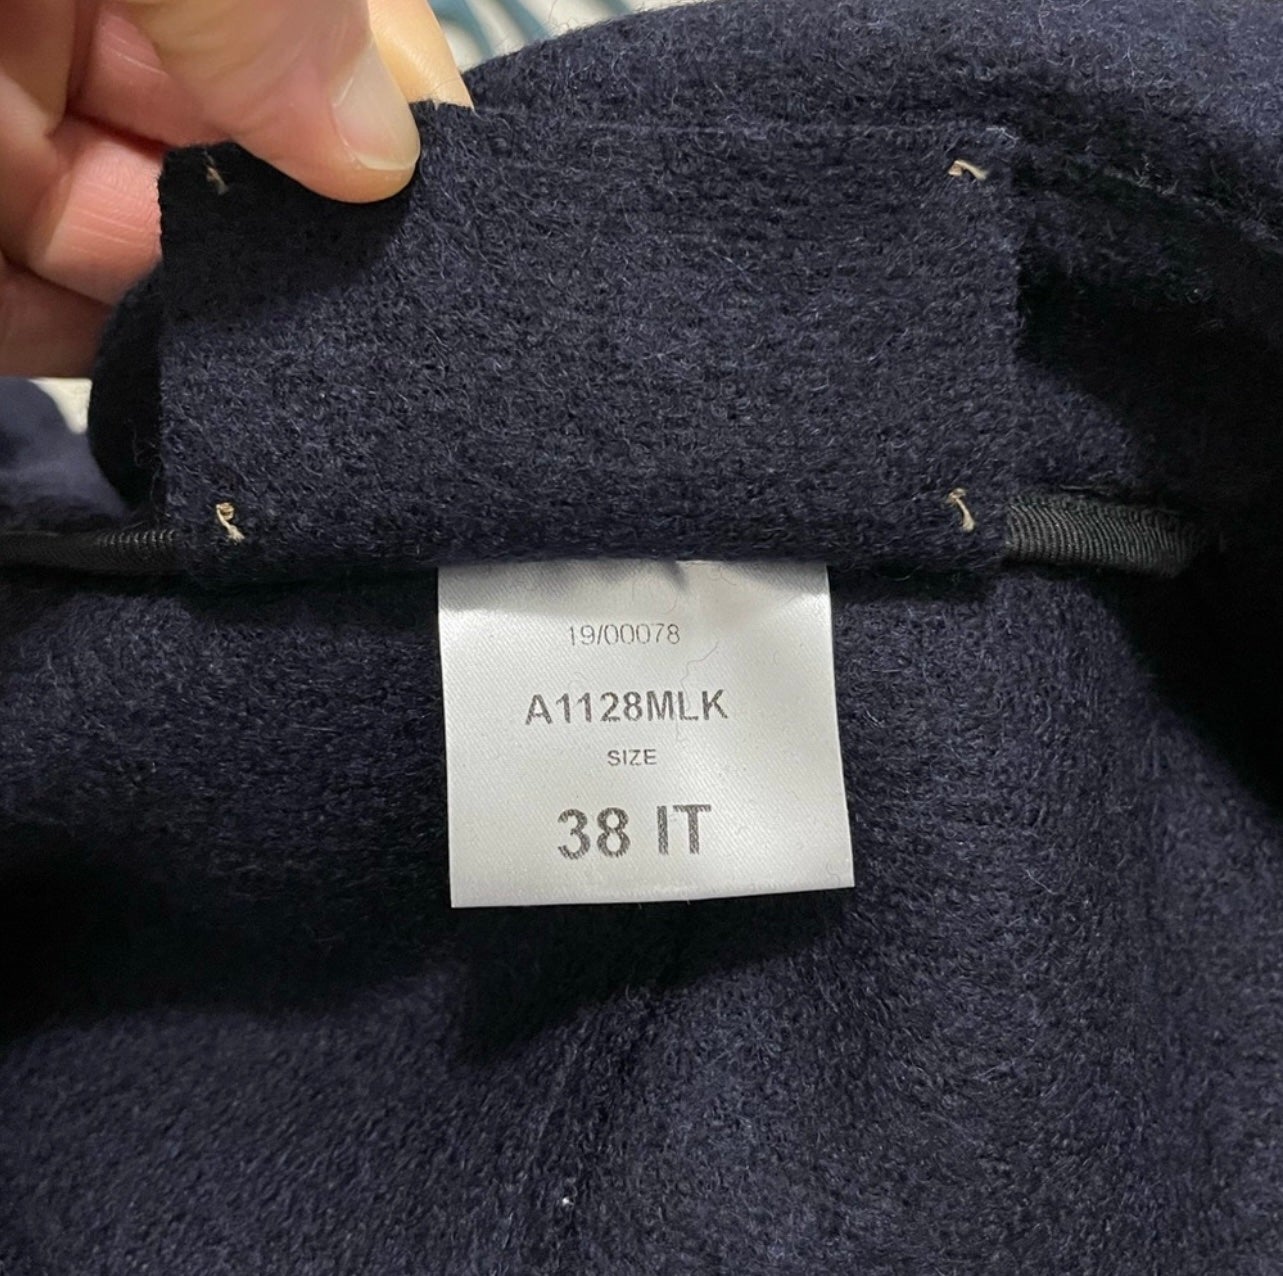 19/00078
A1128MLK
SIZE
38 IT